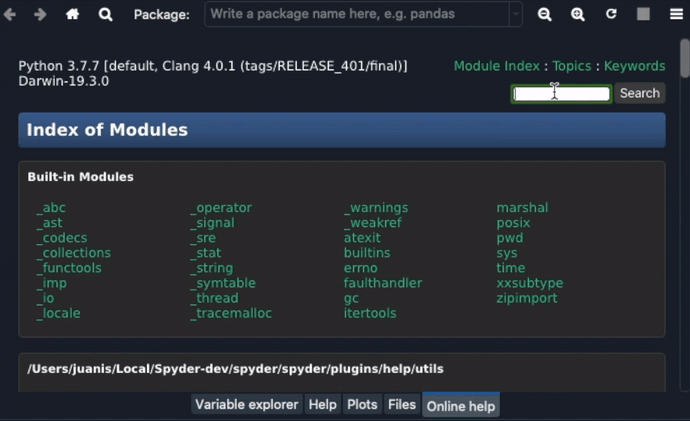 Package: Write a package name here, e.g. pandas
Python 3.7.7 [default, Clang 4.0.1 (tags/RELEASE_401/final)]
Darwin-19.3.0
Module Index : Topics : Keywords
Search
Index of Modules
Built-in Modules
_abc _operator _warnings marshal
_ast _signal _weakref posix
_codecs _sre atexit pwd
_collections _stat builtins sys
_functools _string errno time
_imp _symtable faulthandler xxsubtype
_io _thread gc zipimport
_locale _tracemalloc itertools
/Users/juanis/Local/Spyder-dev/spyder/spyder/plugins/help/utils
Variable explorer Help Plots Files Online help